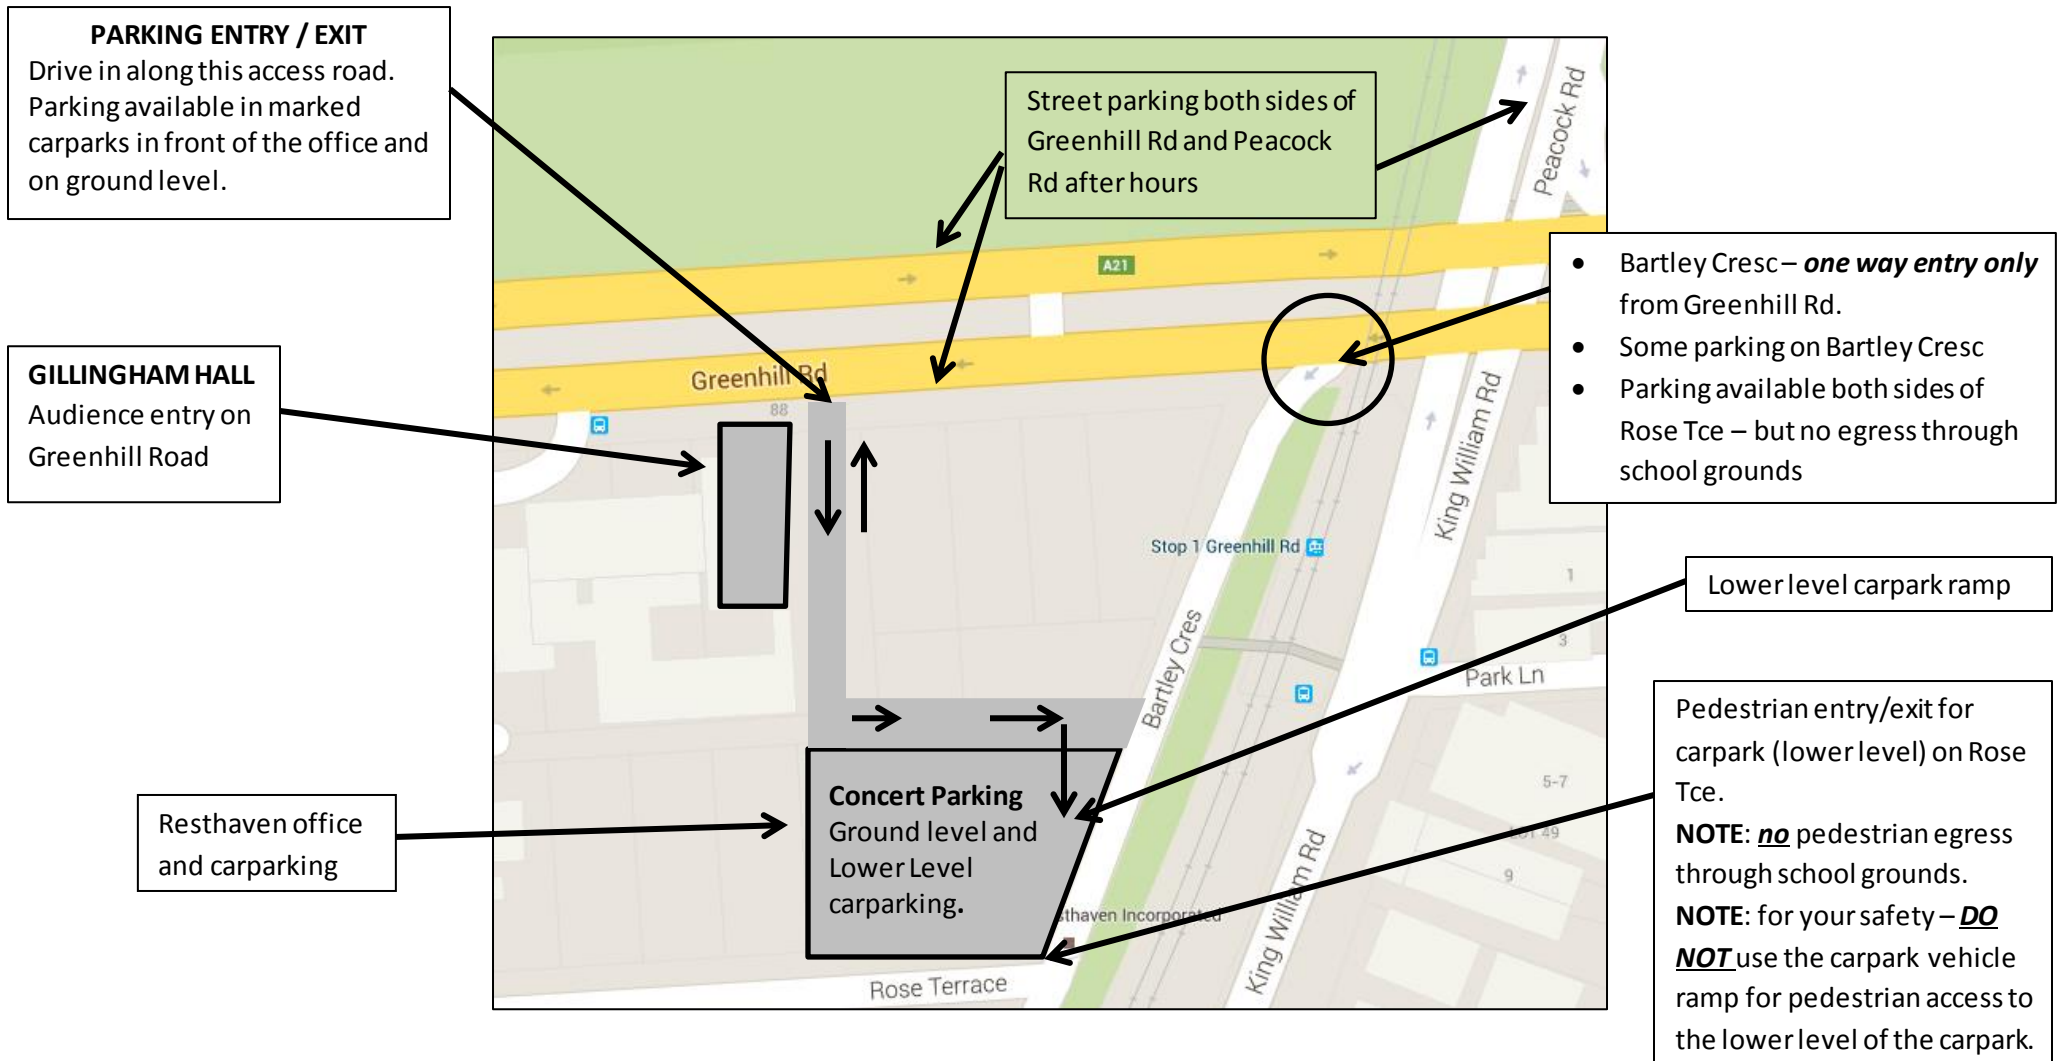 PARKING ENTRY / EXIT
Drive in along this access road.
Parking available in marked
carparks in front of the office and
on ground level.
GILLINGHAM HALL
Audience entry on
Greenhill Road
Resthaven office
and carparking
Street parking both sides of
Greenhill Rd and Peacock
Rd after hours
Peacock Rd
A21
Greenhill Rd
88
King William Rd
Stop 1 Greenhill Rd
1
3
Bartley Cres
Park Ln
5-7
49
9
Concert Parking
Ground level and
Lower Level
carparking.
sthaven Incorporated
King William Rd
Rose Terrace
• Bartley Cresc – one way entry only
from Greenhill Rd.
• Some parking on Bartley Cresc
• Parking available both sides of
Rose Tce – but no egress through
school grounds
Lower level carpark ramp
Pedestrian entry/exit for
carpark (lower level) on Rose
Tce.
NOTE: no pedestrian egress
through school grounds.
NOTE: for your safety – DO
NOT use the carpark vehicle
ramp for pedestrian access to
the lower level of the carpark.